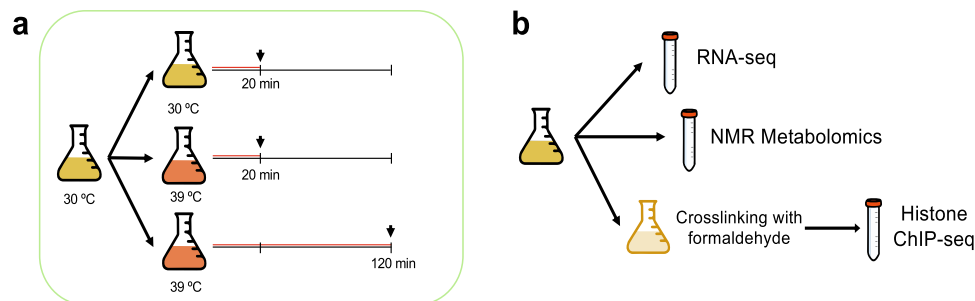 a
20 min
30 ºC
30 ºC
20 min
39 ºC
120 min
39 ºC
b
RNA-seq
NMR Metabolomics
Crosslinking with
formaldehyde
Histone
ChIP-seq